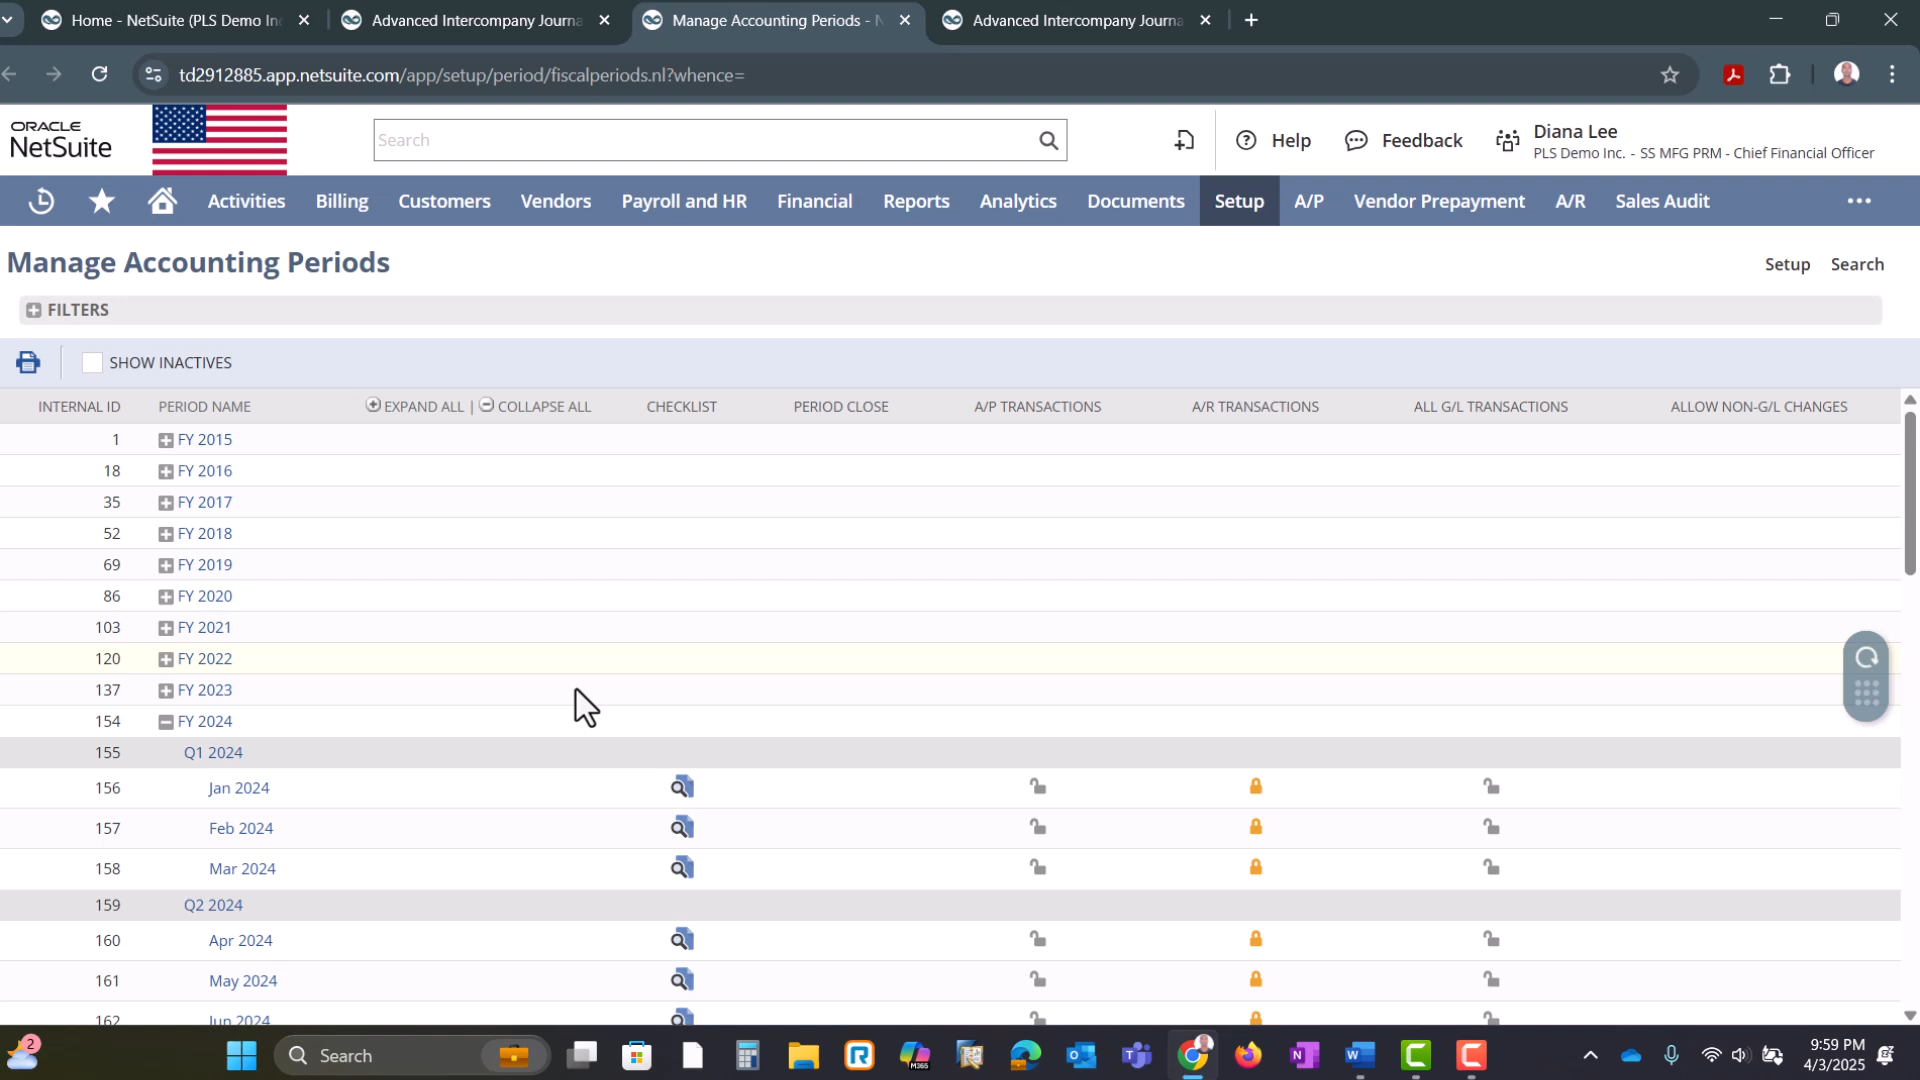 Home - NetSuite (PLS Demo In
Advanced Intercompany Journa
Manage Accounting Periods - N
Advanced Intercompany Journa
td2912885.app.netsuite.com/app/setup/period/fiscalperiods.nl?whence=
ORACLE
NetSuite
Search
Help
Feedback
Diana Lee
PLS Demo Inc. - SS MFG PRM - Chief Financial Officer
Activities Billing Customers Vendors Payroll and HR Financial Reports Analytics Documents Setup A/P Vendor Prepayment A/R Sales Audit
Manage Accounting Periods
Setup Search
FILTERS
SHOW INACTIVES
INTERNAL ID PERIOD NAME EXPAND ALL | COLLAPSE ALL CHECKLIST PERIOD CLOSE A/P TRANSACTIONS A/R TRANSACTIONS ALL G/L TRANSACTIONS ALLOW NON-G/L CHANGES
1 FY 2015
18 FY 2016
35 FY 2017
52 FY 2018
69 FY 2019
86 FY 2020
103 FY 2021
120 FY 2022
137 FY 2023
154 FY 2024
155 Q1 2024
156 Jan 2024
157 Feb 2024
158 Mar 2024
159 Q2 2024
160 Apr 2024
161 May 2024
162 Jun 2024
2
Search
M365
9:59 PM
4/3/2025